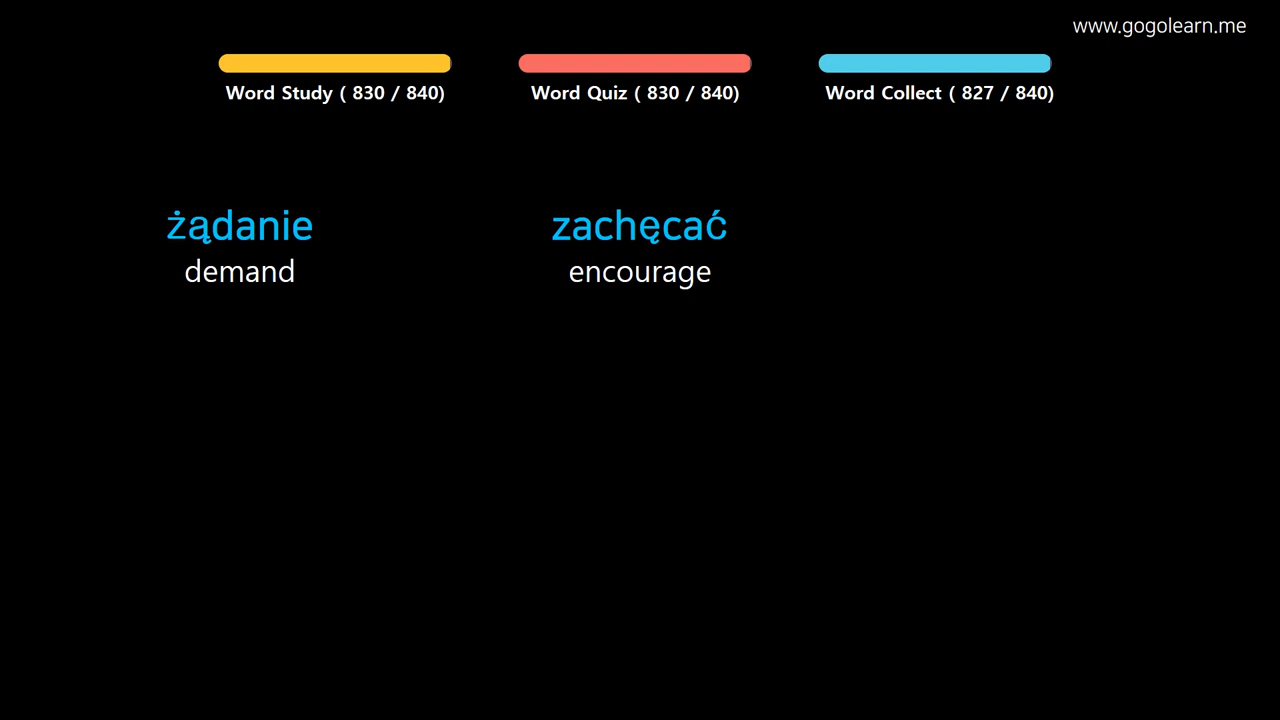 www.gogolearn.me
Word Study ( 830 / 840)
Word Quiz ( 830 / 840)
Word Collect ( 827 / 840)
żądanie
demand
zachęcać
encourage